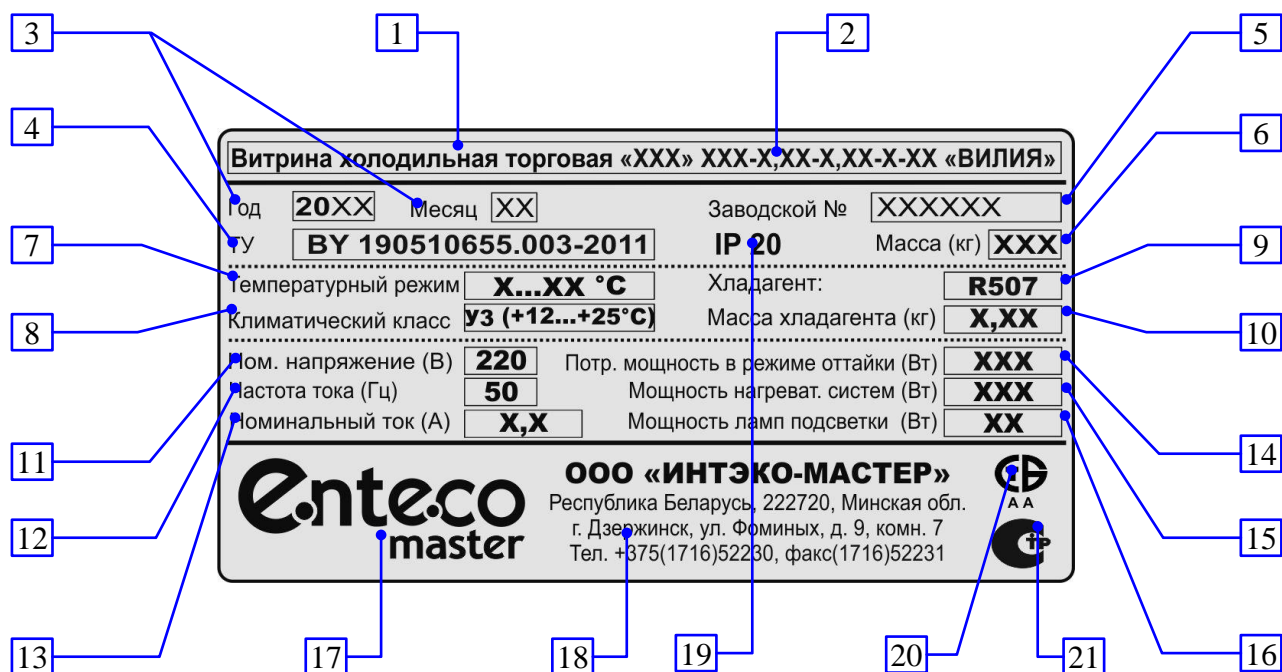 3 1 2 5
4 6
Витрина холодильная торговая «XXX» XXX-X,XX-X,XX-X-XX «ВИЛИЯ»
Год 20XX Месяц XX Заводской № XXXXXX
ТУ BY 190510655.003-2011 IP 20 Масса (кг) XXX
7 9
Температурный режим X...XX °C Хладагент: R507
8 10
Климатический класс У3 (+12...+25°C) Масса хладагента (кг) X,XX
Ном. напряжение (В) 220 Потр. мощность в режиме оттайки (Вт) XXX
Частота тока (Гц) 50 Мощность нагреват. систем (Вт) XXX
Номинальный ток (А) X,X Мощность ламп подсветки (Вт) XX
11 14
enteco master
ООО «ИНТЭКО-МАСТЕР»
Республика Беларусь, 222720, Минская обл.
г. Дзержинск, ул. Фоминых, д. 9, комн. 7
Тел. +375(1716)52230, факс(1716)52231
АА
12 15
13 17 18 19 20 21 16